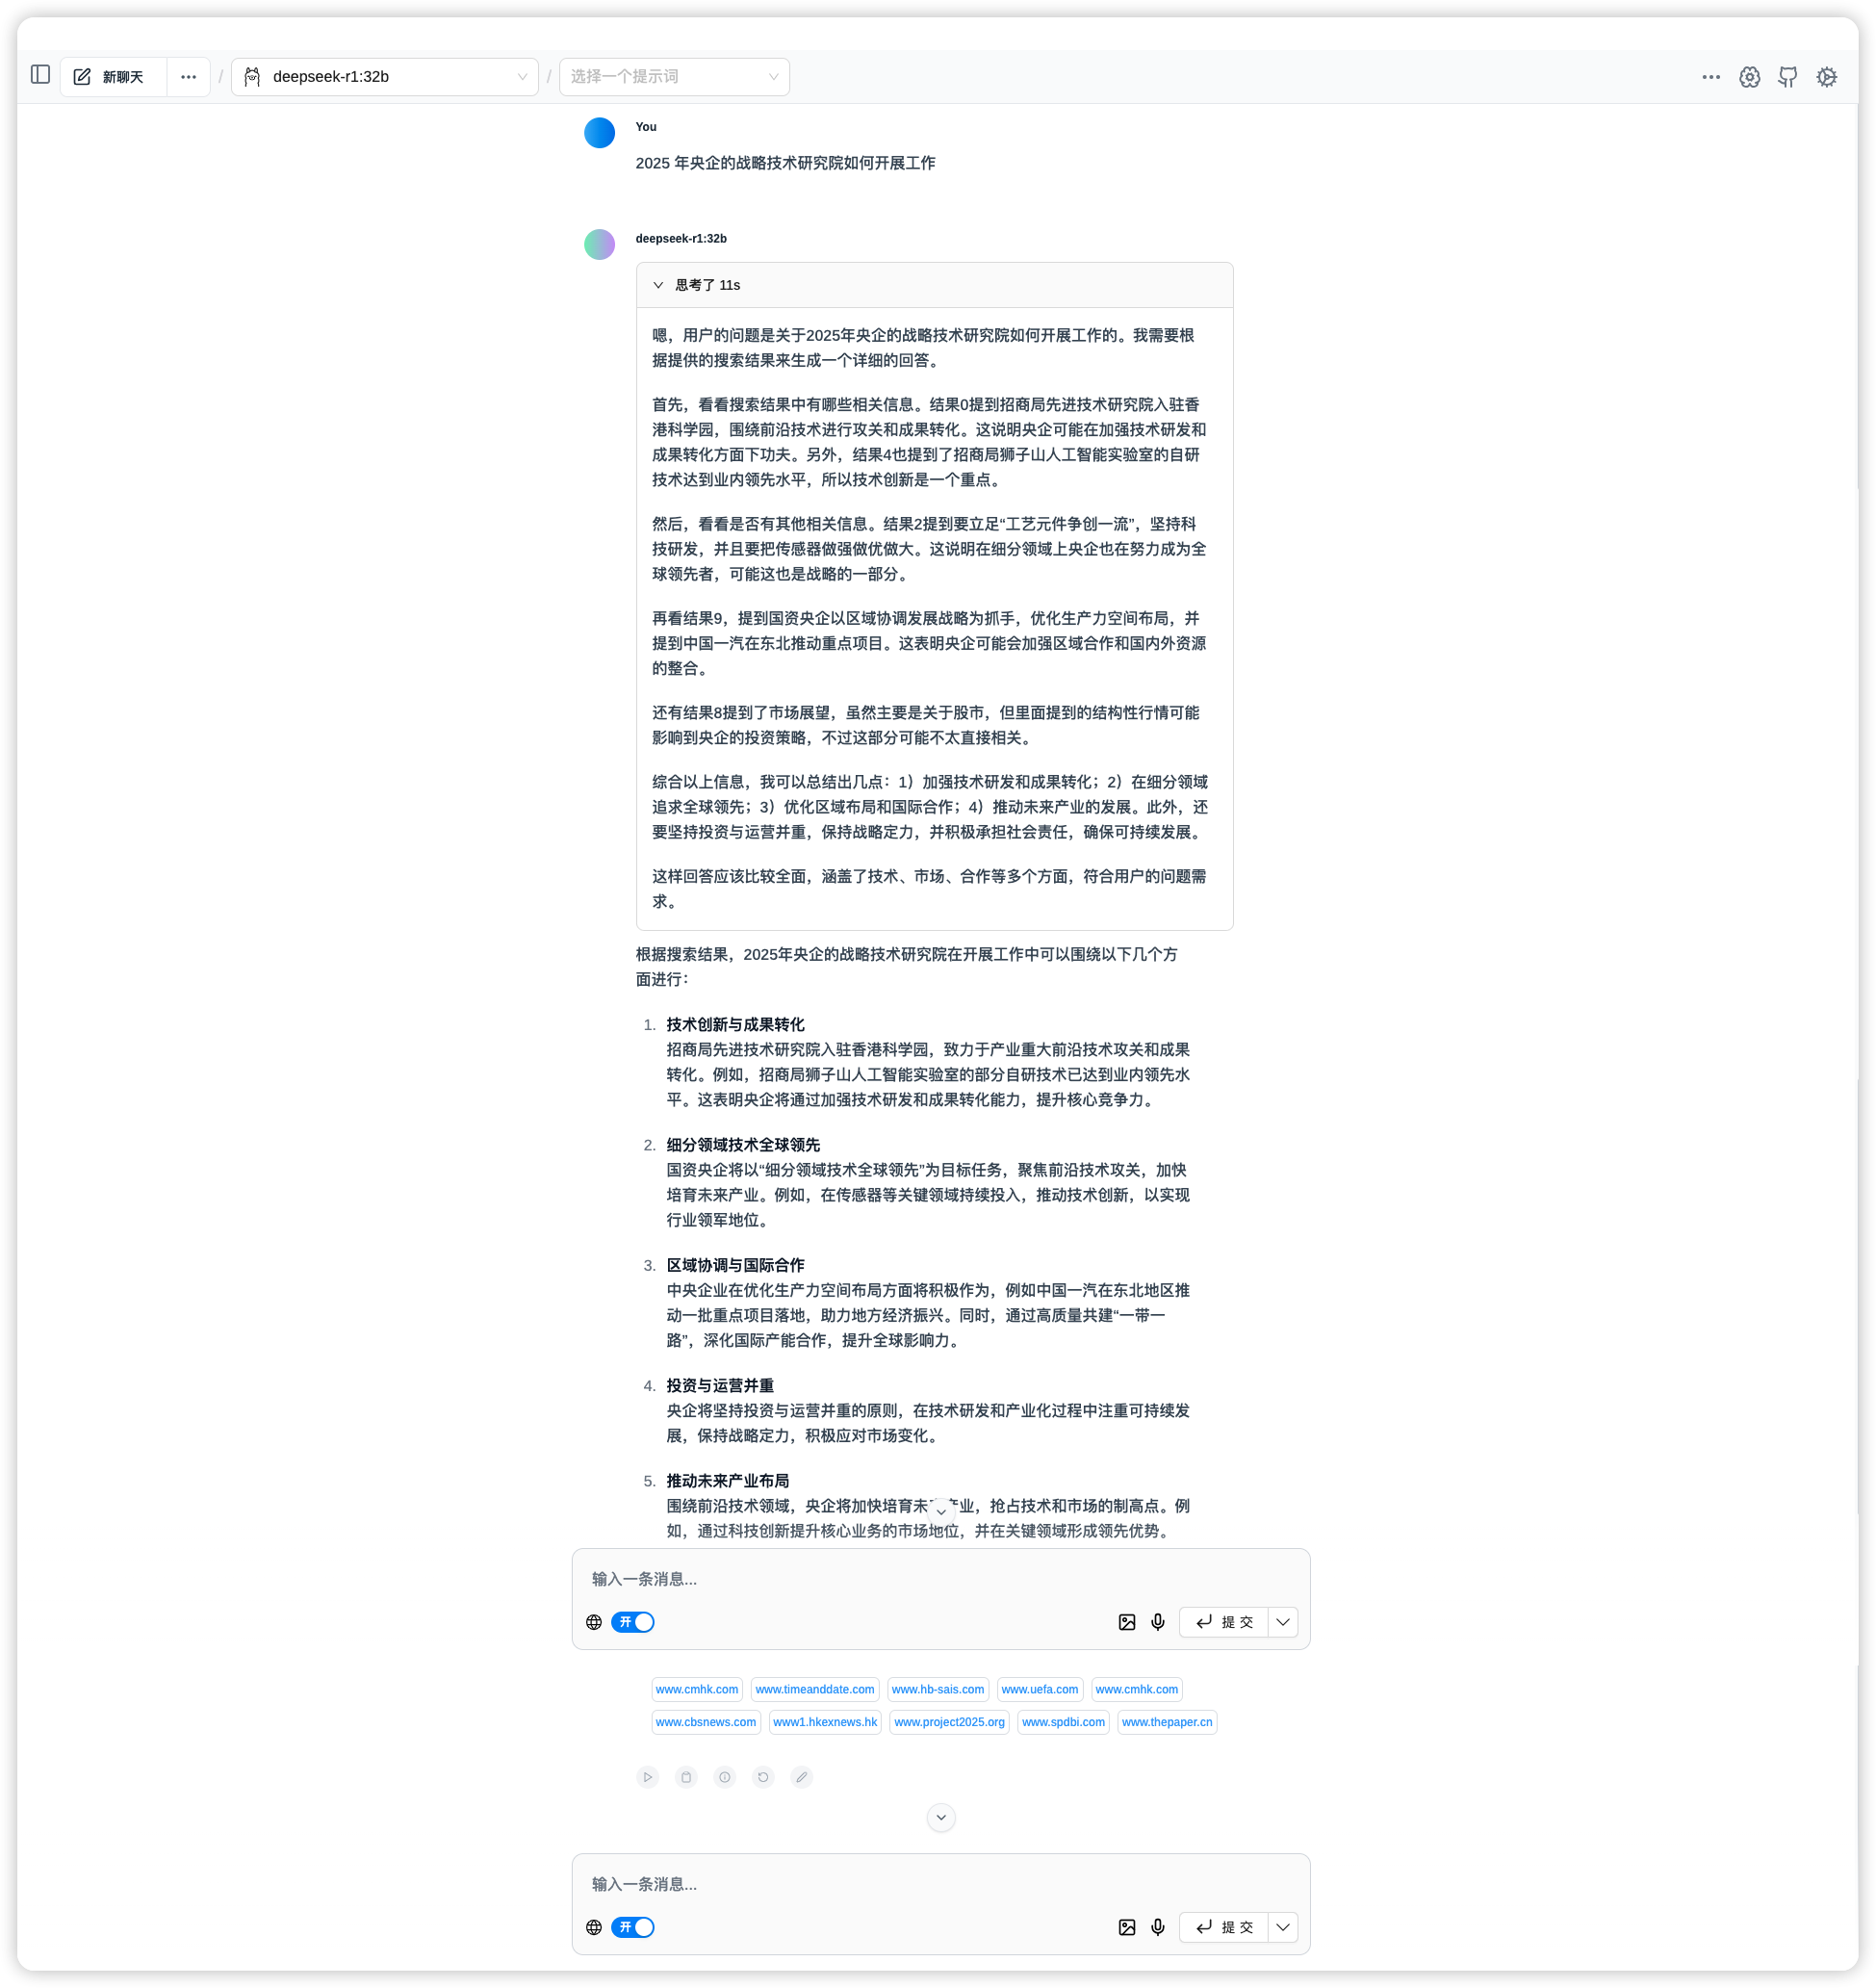 新聊天
deepseek-r1:32b
选择一个提示词
You
2025 年央企的战略技术研究院如何开展工作
deepseek-r1:32b
思考了 11s
嗯，用户的问题是关于2025年央企的战略技术研究院如何开展工作的。我需要根
据提供的搜索结果来生成一个详细的回答。
首先，看看搜索结果中有哪些相关信息。结果0提到招商局先进技术研究院入驻香
港科学园，围绕前沿技术进行攻关和成果转化。这说明央企可能在加强技术研发和
成果转化方面下功夫。另外，结果4也提到了招商局狮子山人工智能实验室的自研
技术达到业内领先水平，所以技术创新是一个重点。
然后，看看是否有其他相关信息。结果2提到要立足“工艺元件争创一流”，坚持科
技研发，并且要把传感器做强做优做大。这说明在细分领域上央企也在努力成为全
球领先者，可能这也是战略的一部分。
再看结果9，提到国资央企以区域协调发展战略为抓手，优化生产力空间布局，并
提到中国一汽在东北推动重点项目。这表明央企可能会加强区域合作和国内外资源
的整合。
还有结果8提到了市场展望，虽然主要是关于股市，但里面提到的结构性行情可能
影响到央企的投资策略，不过这部分可能不太直接相关。
综合以上信息，我可以总结出几点：1）加强技术研发和成果转化；2）在细分领域
追求全球领先；3）优化区域布局和国际合作；4）推动未来产业的发展。此外，还
要坚持投资与运营并重，保持战略定力，并积极承担社会责任，确保可持续发展。
这样回答应该比较全面，涵盖了技术、市场、合作等多个方面，符合用户的问题需
求。
根据搜索结果，2025年央企的战略技术研究院在开展工作中可以围绕以下几个方
面进行：
1. 技术创新与成果转化
招商局先进技术研究院入驻香港科学园，致力于产业重大前沿技术攻关和成果
转化。例如，招商局狮子山人工智能实验室的部分自研技术已达到业内领先水
平。这表明央企将通过加强技术研发和成果转化能力，提升核心竞争力。
2. 细分领域技术全球领先
国资央企将以“细分领域技术全球领先”为目标任务，聚焦前沿技术攻关，加快
培育未来产业。例如，在传感器等关键领域持续投入，推动技术创新，以实现
行业领军地位。
3. 区域协调与国际合作
中央企业在优化生产力空间布局方面将积极作为，例如中国一汽在东北地区推
动一批重点项目落地，助力地方经济振兴。同时，通过高质量共建“一带一
路”，深化国际产能合作，提升全球影响力。
4. 投资与运营并重
央企将坚持投资与运营并重的原则，在技术研发和产业化过程中注重可持续发
展，保持战略定力，积极应对市场变化。
5. 推动未来产业布局
围绕前沿技术领域，央企将加快培育未来产业，抢占技术和市场的制高点。例
如，通过科技创新提升核心业务的市场地位，并在关键领域形成领先优势。
输入一条消息...
开
提 交
www.cmhk.com www.timeanddate.com www.hb-sais.com www.uefa.com www.cmhk.com
www.cbsnews.com www1.hkexnews.hk www.project2025.org www.spdbi.com www.thepaper.cn
输入一条消息...
开
提 交